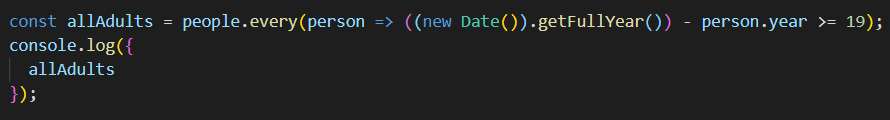 const allAdults = people.every(person => ((new Date()).getFullYear()) - person.year >= 19);
console.log({
  allAdults
});